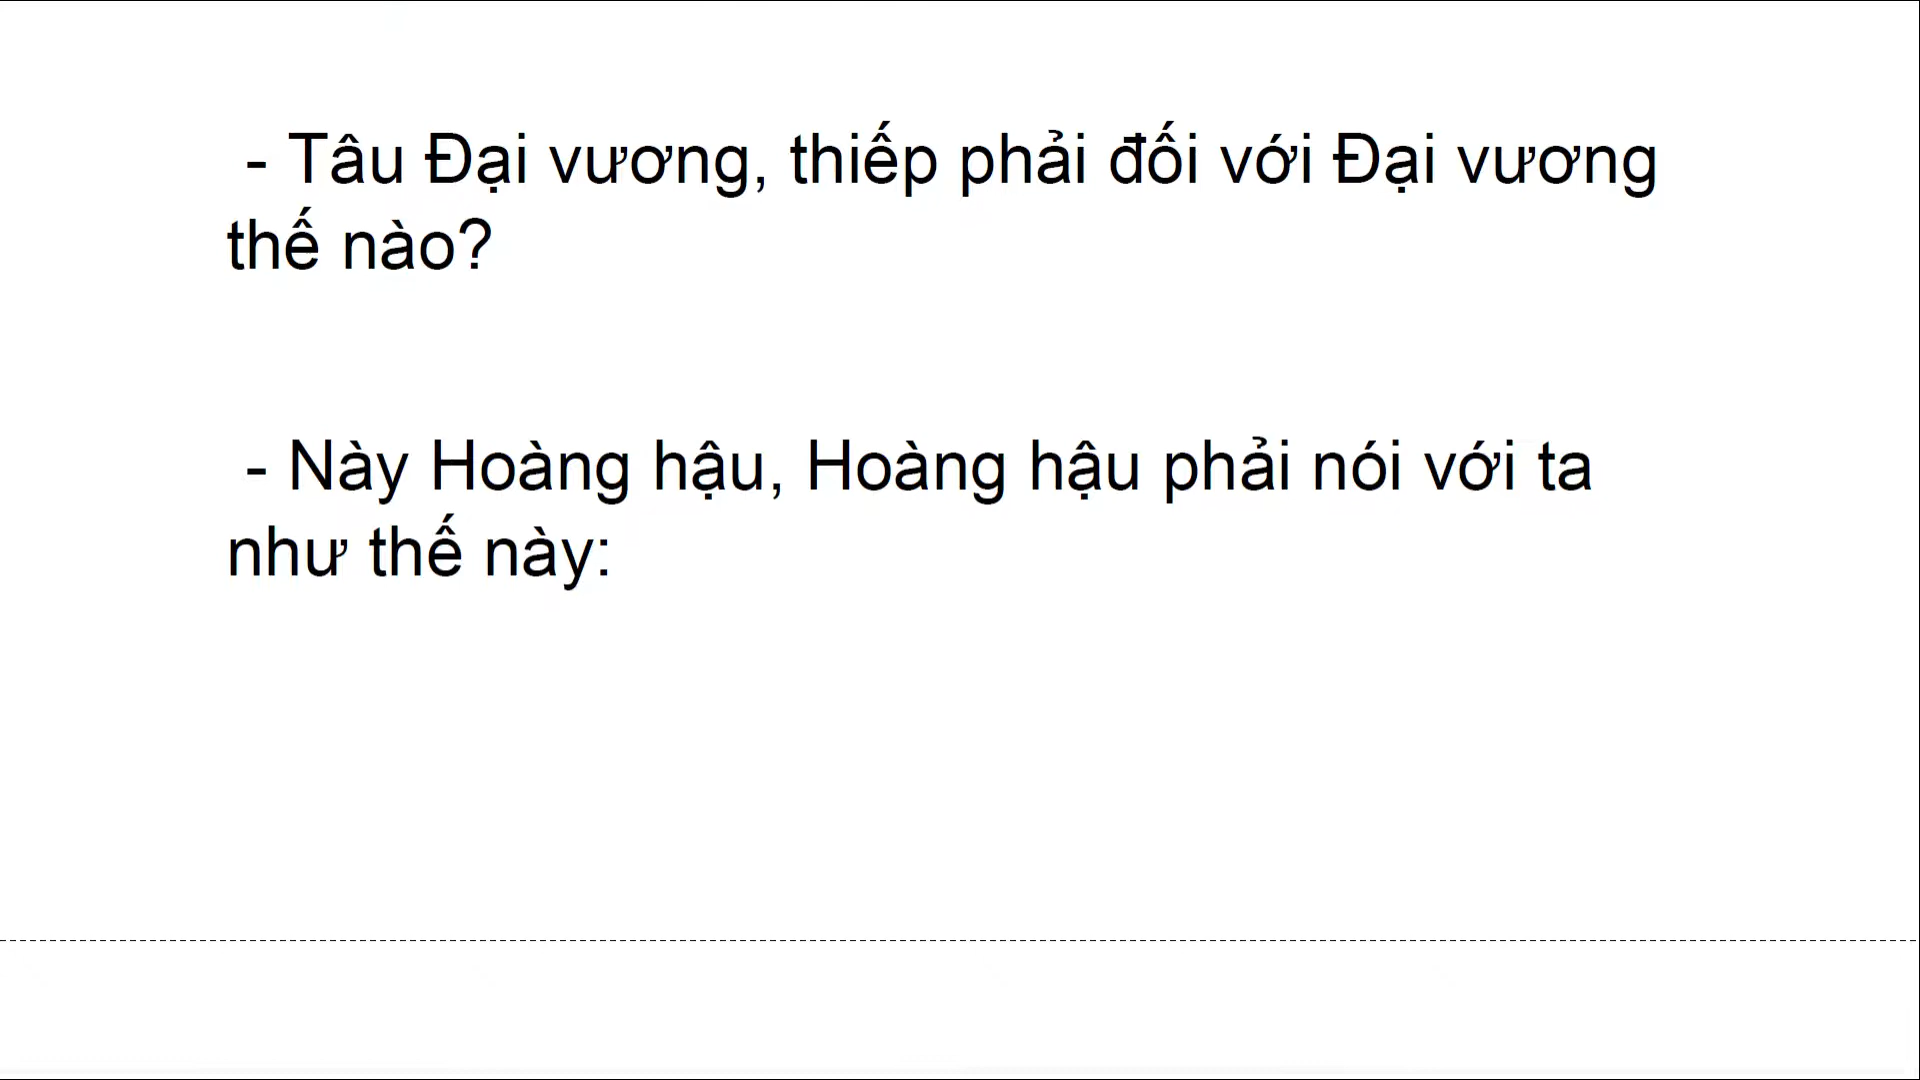 - Tâu Đại vương, thiếp phải đối với Đại vương
thế nào?
- Này Hoàng hậu, Hoàng hậu phải nói với ta
như thế này: